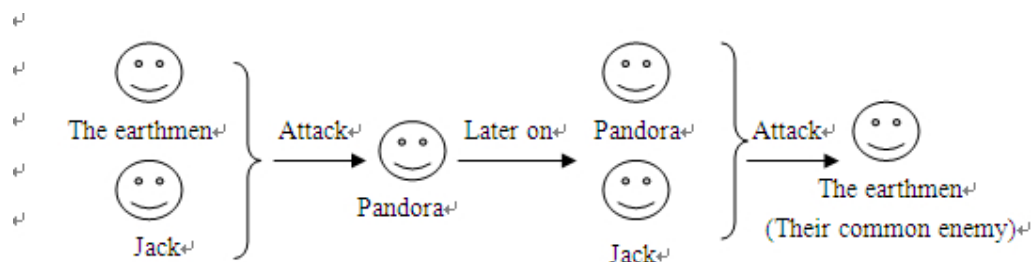 The earthmen
Attack
Later on
Pandora
Attack
Pandora
The earthmen
Jack
(Their common enemy)
Jack